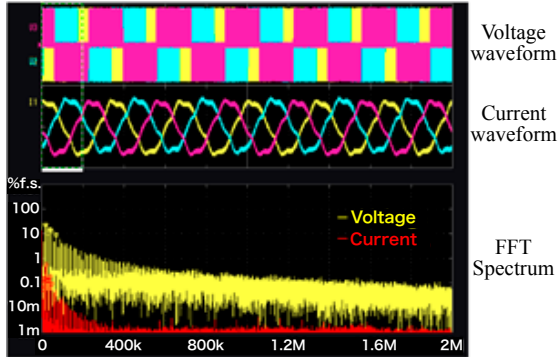 Voltage
waveform
Current
waveform
%f.s.
100
10
1
0.1
10m
1m
Voltage
Current
FFT
Spectrum
0 400k 800k 1.2M 1.6M 2M